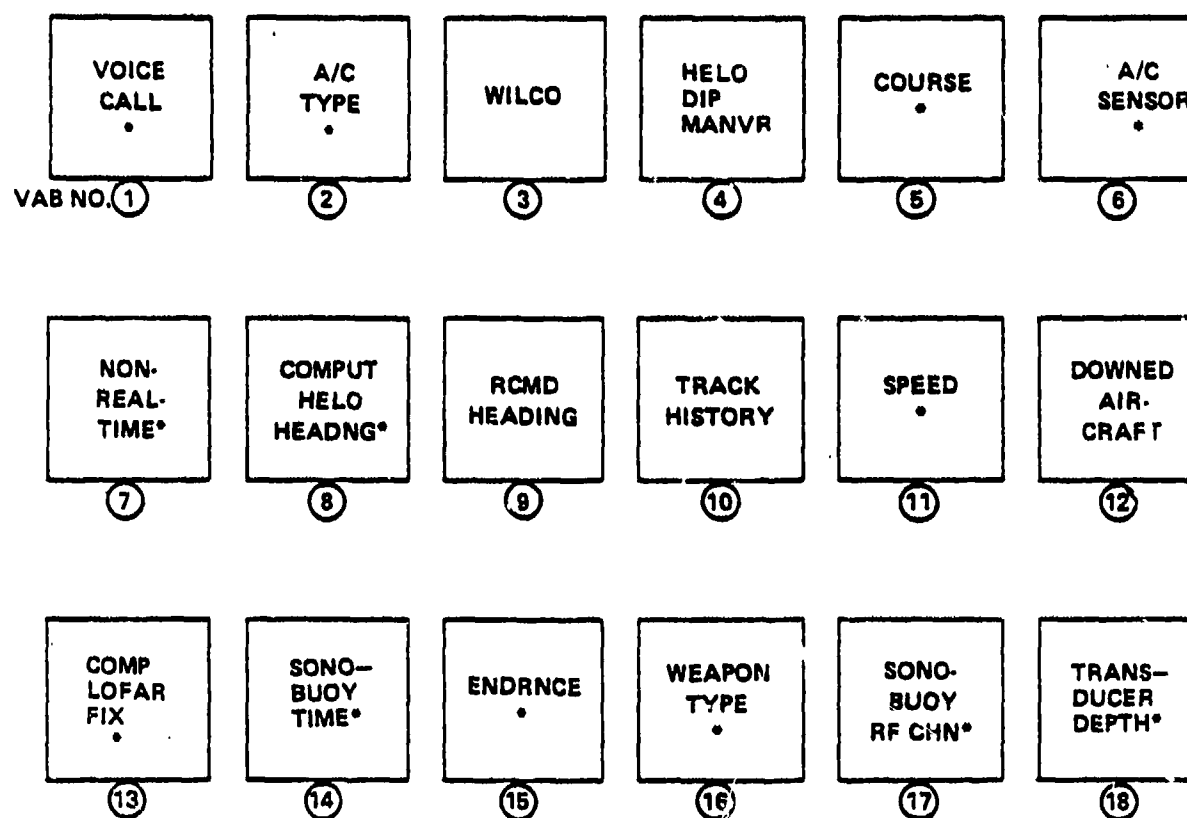 VOICE
CALL
*
A/C
TYPE
*
WILCO
HELO
DIP
MANVR
COURSE
*
A/C
SENSOR
*
VAB NO. 1 2 3 4 5 6
NON-
REAL-
TIME*
COMPUT
HELO
HEADNG*
RCMD
HEADING
TRACK
HISTORY
SPEED
*
DOWNED
AIR-
CRAFT
7 8 9 10 11 12
COMP
LOFAR
FIX
*
SONO-
BUOY
TIME*
ENDRNCE
*
WEAPON
TYPE
*
SONO-
BUOY
RF CHN*
TRANS-
DUCER
DEPTH*
13 14 15 16 17 18